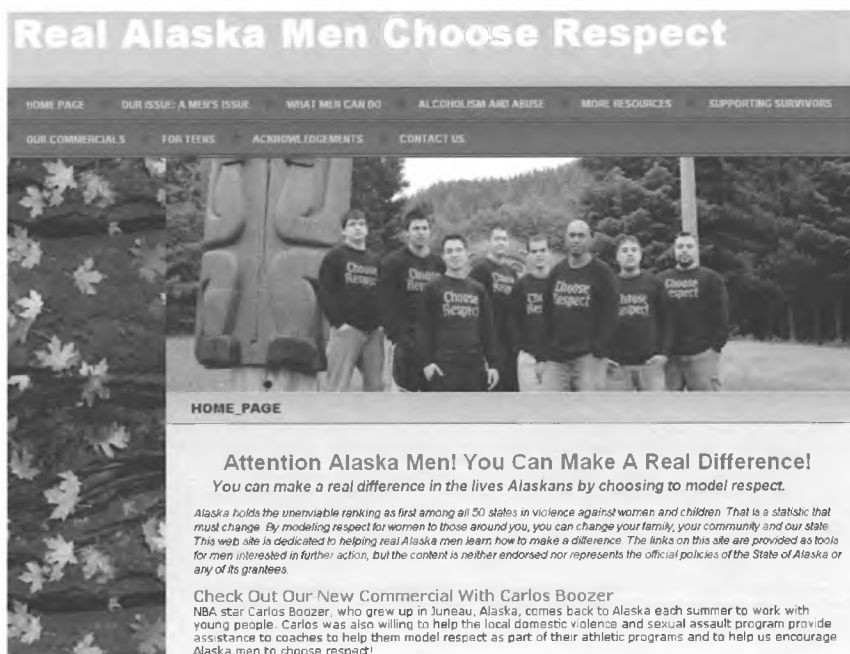 Real Alaska Men Choose Respect
HOME PAGE OUR ISSUE: A MEN'S ISSUE WHAT MEN CAN DO ALCOHOLISM AND ABUSE MORE RESOURCES SUPPORTING SURVIVORS
OUR COMMERCIALS FOR TEENS ACKNOWLEDGEMENTS CONTACT US
Choose Respect
Choose
Choose Respect
Choose Respect
HOME_PAGE
Attention Alaska Men! You Can Make A Real Difference!
You can make a real difference in the lives Alaskans by choosing to model respect.
Alaska holds the unenviable ranking as first among all 50 states in violence against women and children. That is a statistic that
must change. By modeling respect for women to those around you, you can change your family, your community and our state.
This web site is dedicated to helping real Alaska men learn how to make a difference. The links on this site are provided as tools
for men interested in further action, but the content is neither endorsed nor represents the official policies of the State of Alaska or
any of its grantees.
Check Out Our New Commercial With Carlos Boozer
NBA star Carlos Boozer, who grew up in Juneau, Alaska, comes back to Alaska each summer to work with
young people. Carlos was also willing to help the local domestic violence and sexual assault program provide
assistance to coaches to help them model respect as part of their athletic programs and to help us encourage
Alaska men to choose respect!